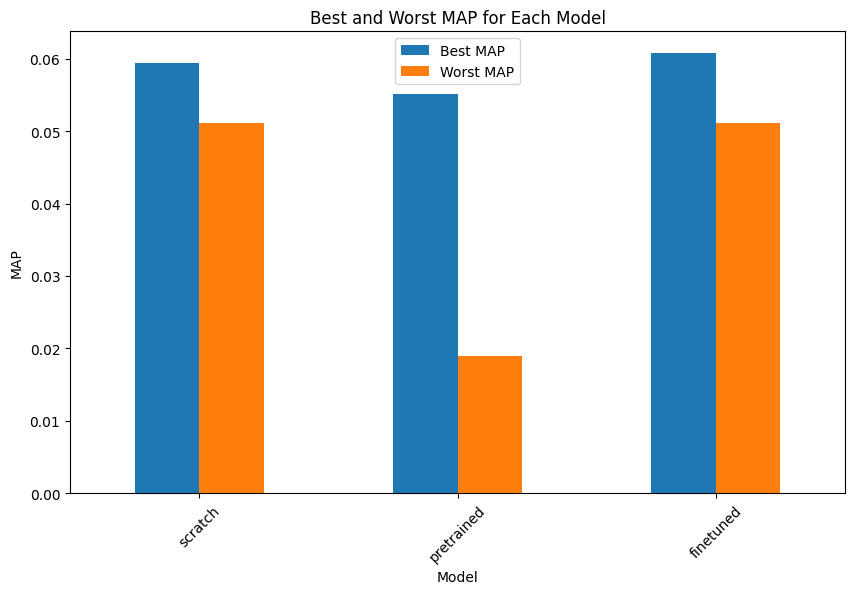 Best and Worst MAP for Each Model
Best MAP
Worst MAP
0.06
0.05
0.04
0.03
0.02
0.01
0.00
MAP
scratch
pretrained
finetuned
Model